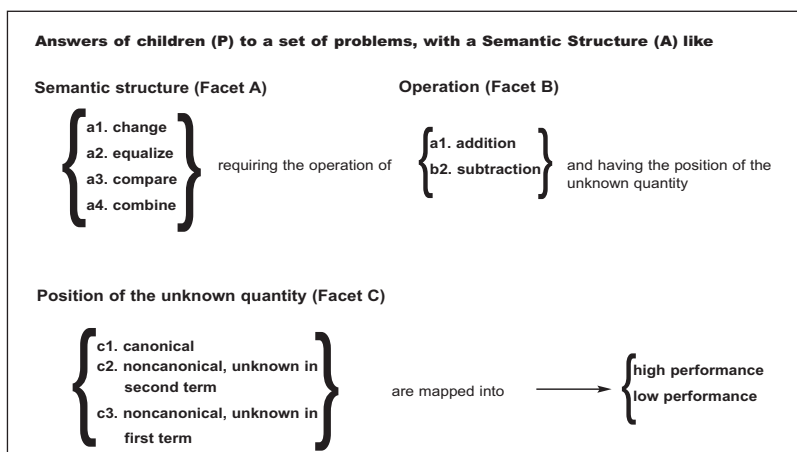 Answers of children (P) to a set of problems, with a Semantic Structure (A) like
Semantic structure (Facet A)
Operation (Facet B)
a1. change
a2. equalize
a3. compare
a4. combine
requiring the operation of
a1. addition
b2. subtraction
and having the position of the
unknown quantity
Position of the unknown quantity (Facet C)
c1. canonical
c2. noncanonical, unknown in
second term
c3. noncanonical, unknown in
first term
are mapped into
high performance
low performance